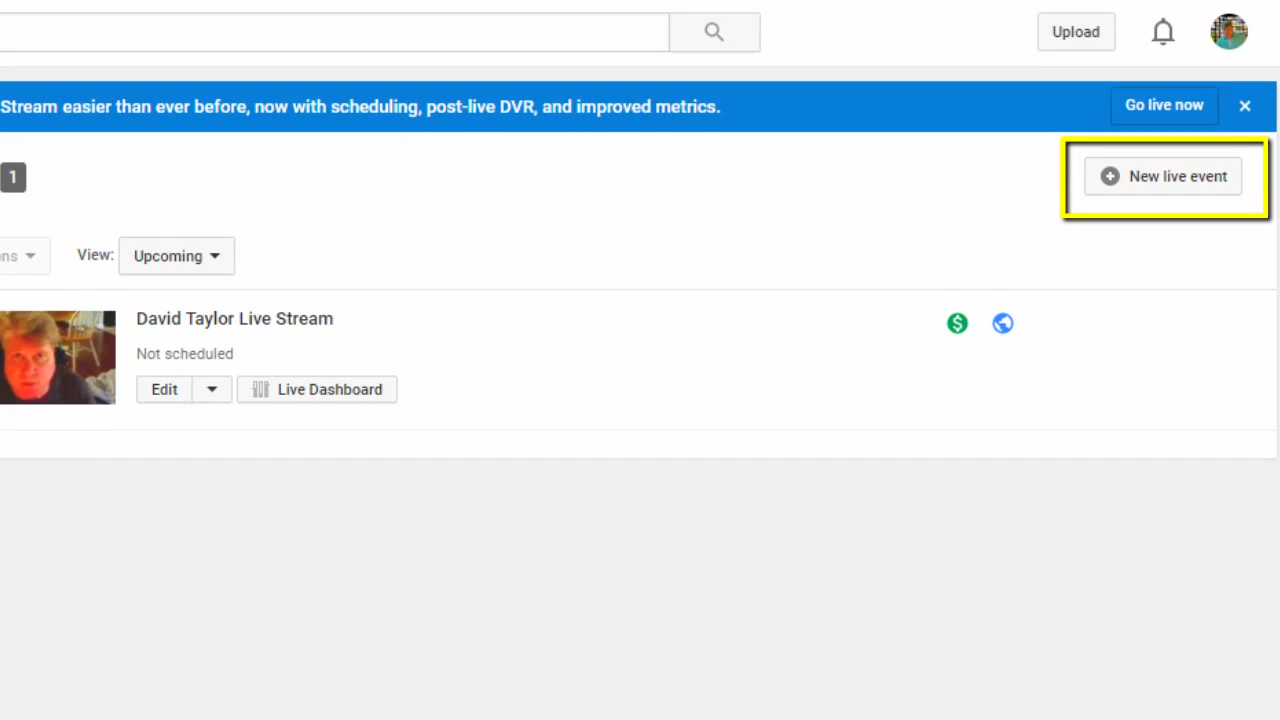 Upload
Stream easier than ever before, now with scheduling, post-live DVR, and improved metrics.
Go live now
1
New live event
ns
View:
Upcoming
David Taylor Live Stream
Not scheduled
Edit
Live Dashboard